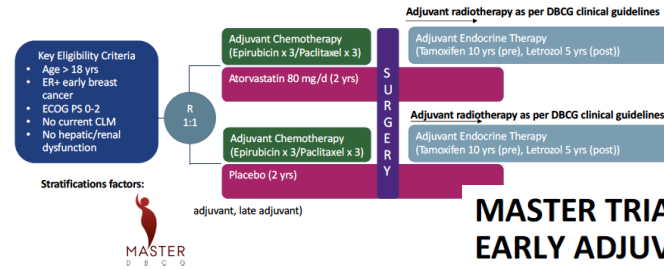 Adjuvant radiotherapy as per DBCG clinical guidelines
Key Eligibility Criteria
• Age > 18 yrs
• ER+ early breast
cancer
• ECOG PS 0-2
• No current CLM
• No hepatic/renal
dysfunction
R
1:1
Adjuvant Chemotherapy
(Epirubicin x 3/Paclitaxel x 3)
Atorvastatin 80 mg/d (2 yrs)
SURGERY
Adjuvant Endocrine Therapy
(Tamoxifen 10 yrs (pre), Letrozol 5 yrs (post))
Adjuvant radiotherapy as per DBCG clinical guidelines
Adjuvant Chemotherapy
(Epirubicin x 3/Paclitaxel x 3)
Placebo (2 yrs)
Adjuvant Endocrine Therapy
(Tamoxifen 10 yrs (pre), Letrozol 5 yrs (post))
Stratifications factors:
adjuvant, late adjuvant)
MASTER
D B C G
MASTER TRIA
EARLY ADJUV